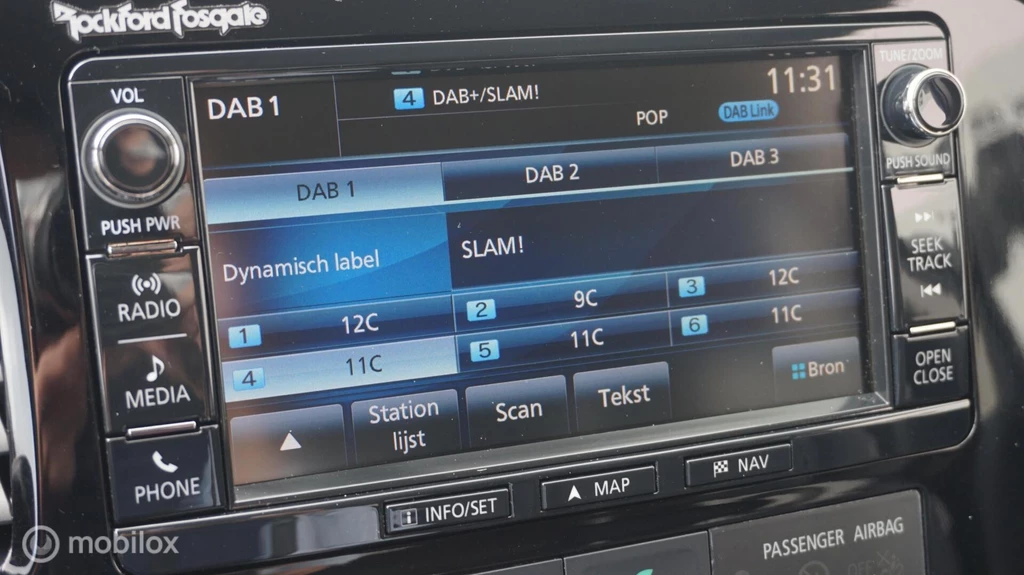 Rockford Fosgate
VOL
PUSH PWR
RADIO
MEDIA
PHONE
DAB 1
4 DAB+/SLAM!
11:31
POP
DAB Link
DAB 1
DAB 2
DAB 3
Dynamisch label
SLAM!
1 12C
2 9C
3 12C
4 11C
5 11C
6 11C
Station
lijst
Scan
Tekst
Bron
TUNE/ZOOM
PUSH SOUND
SEEK
TRACK
OPEN
CLOSE
INFO/SET
MAP
NAV
PASSENGER AIRBAG
mobilox